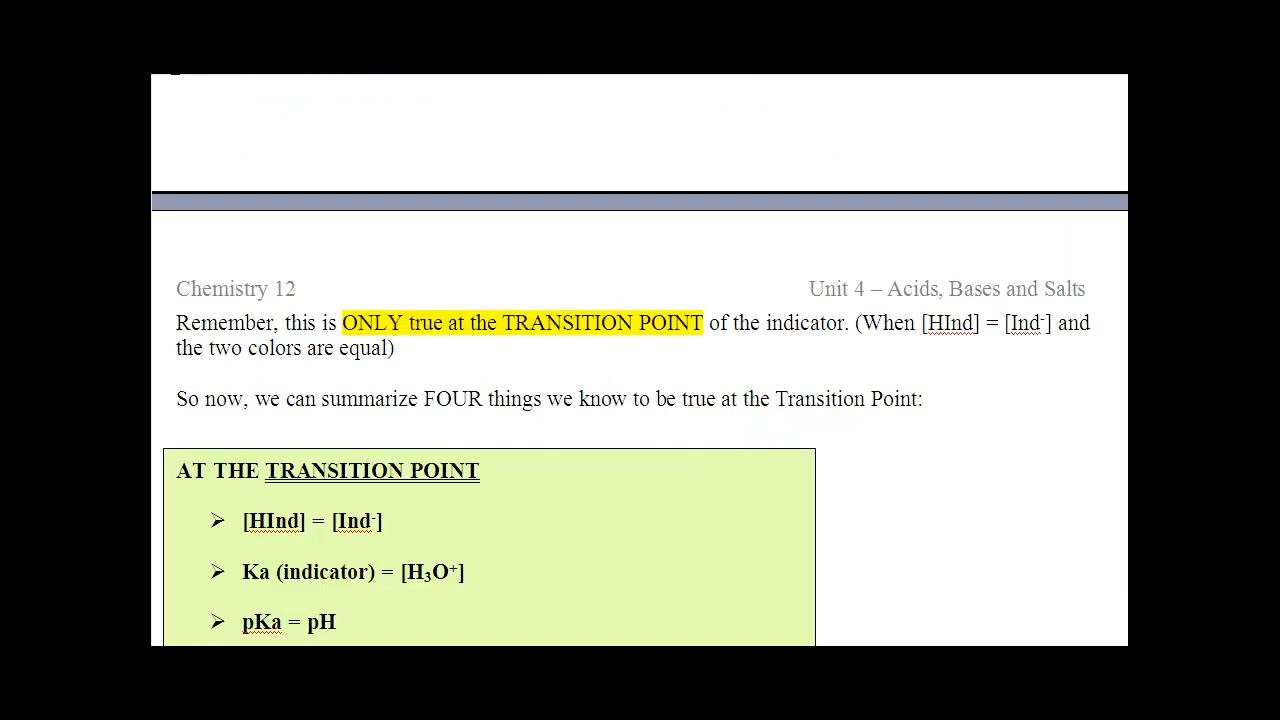 Chemistry 12 Unit 4 – Acids, Bases and Salts
Remember, this is ONLY true at the TRANSITION POINT of the indicator. (When [HInd] = [Ind⁻] and
the two colors are equal)
So now, we can summarize FOUR things we know to be true at the Transition Point:
AT THE TRANSITION POINT
➢ [HInd] = [Ind⁻]
➢ Ka (indicator) = [H₃O⁺]
➢ pKa = pH